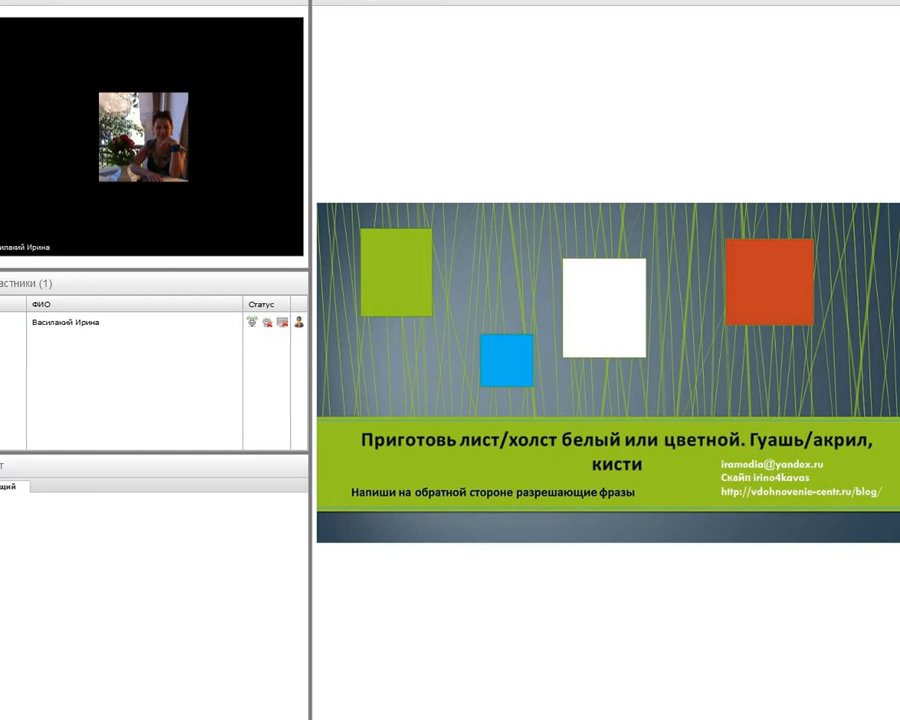 илакий Ирина
астники (1)
ФИО Статус
Василакий Ирина
т
щий
Приготовь лист/холст белый или цветной. Гуашь/акрил,
кисти
Напиши на обратной стороне разрешающие фразы
iramedia@yandex.ru
Скайп irino4kavas
http://vdohnovenie-centr.ru/blog/